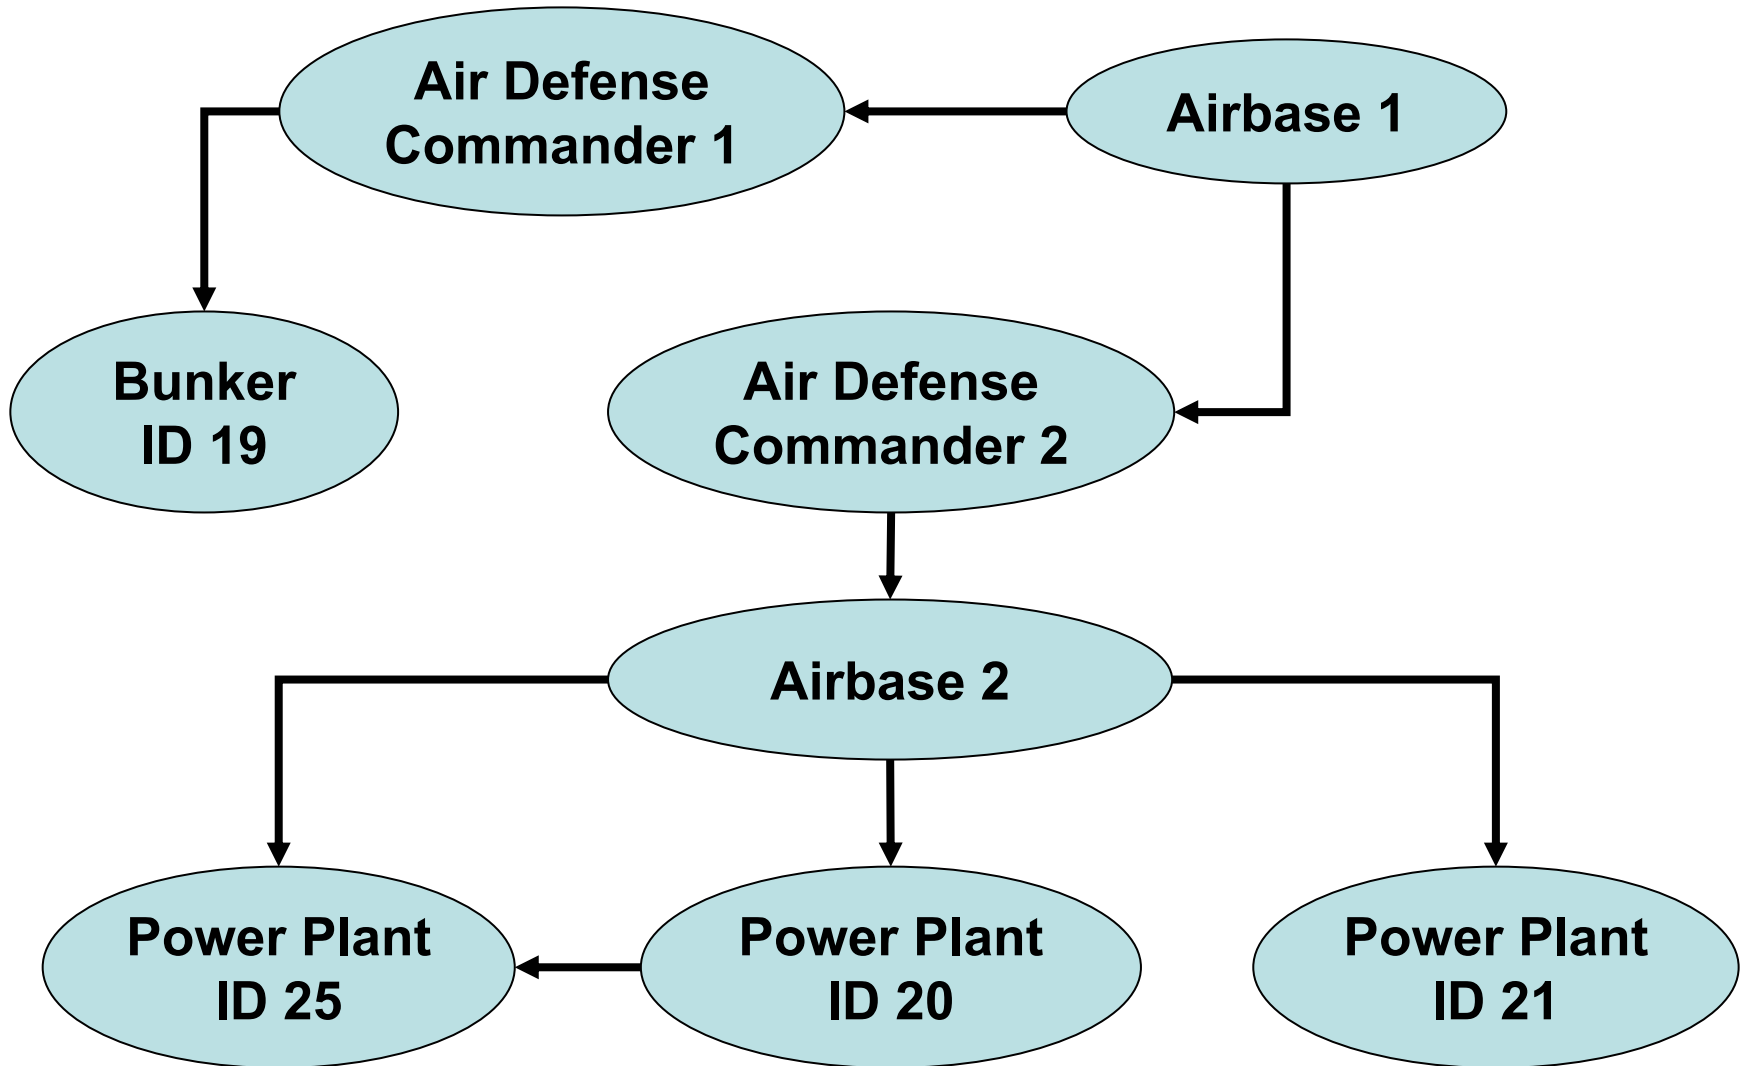 Air Defense
Commander 1
Airbase 1
Bunker
ID 19
Air Defense
Commander 2
Airbase 2
Power Plant
ID 25
Power Plant
ID 20
Power Plant
ID 21